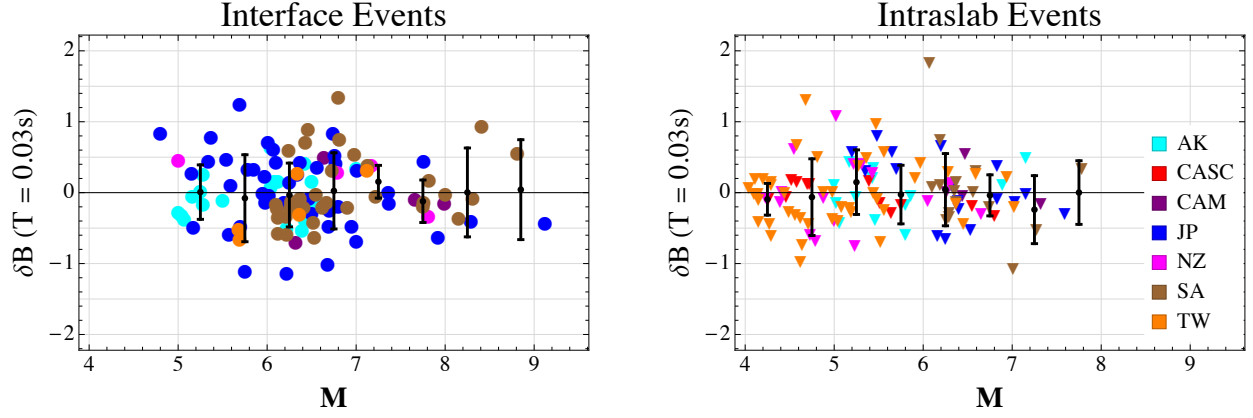 Interface Events
Intraslab Events
δB (T = 0.03s)
2
1
0
−1
−2
4
5
6
7
8
9
M
δB (T = 0.03s)
2
1
0
−1
−2
4
5
6
7
8
9
M
AK
CASC
CAM
JP
NZ
SA
TW